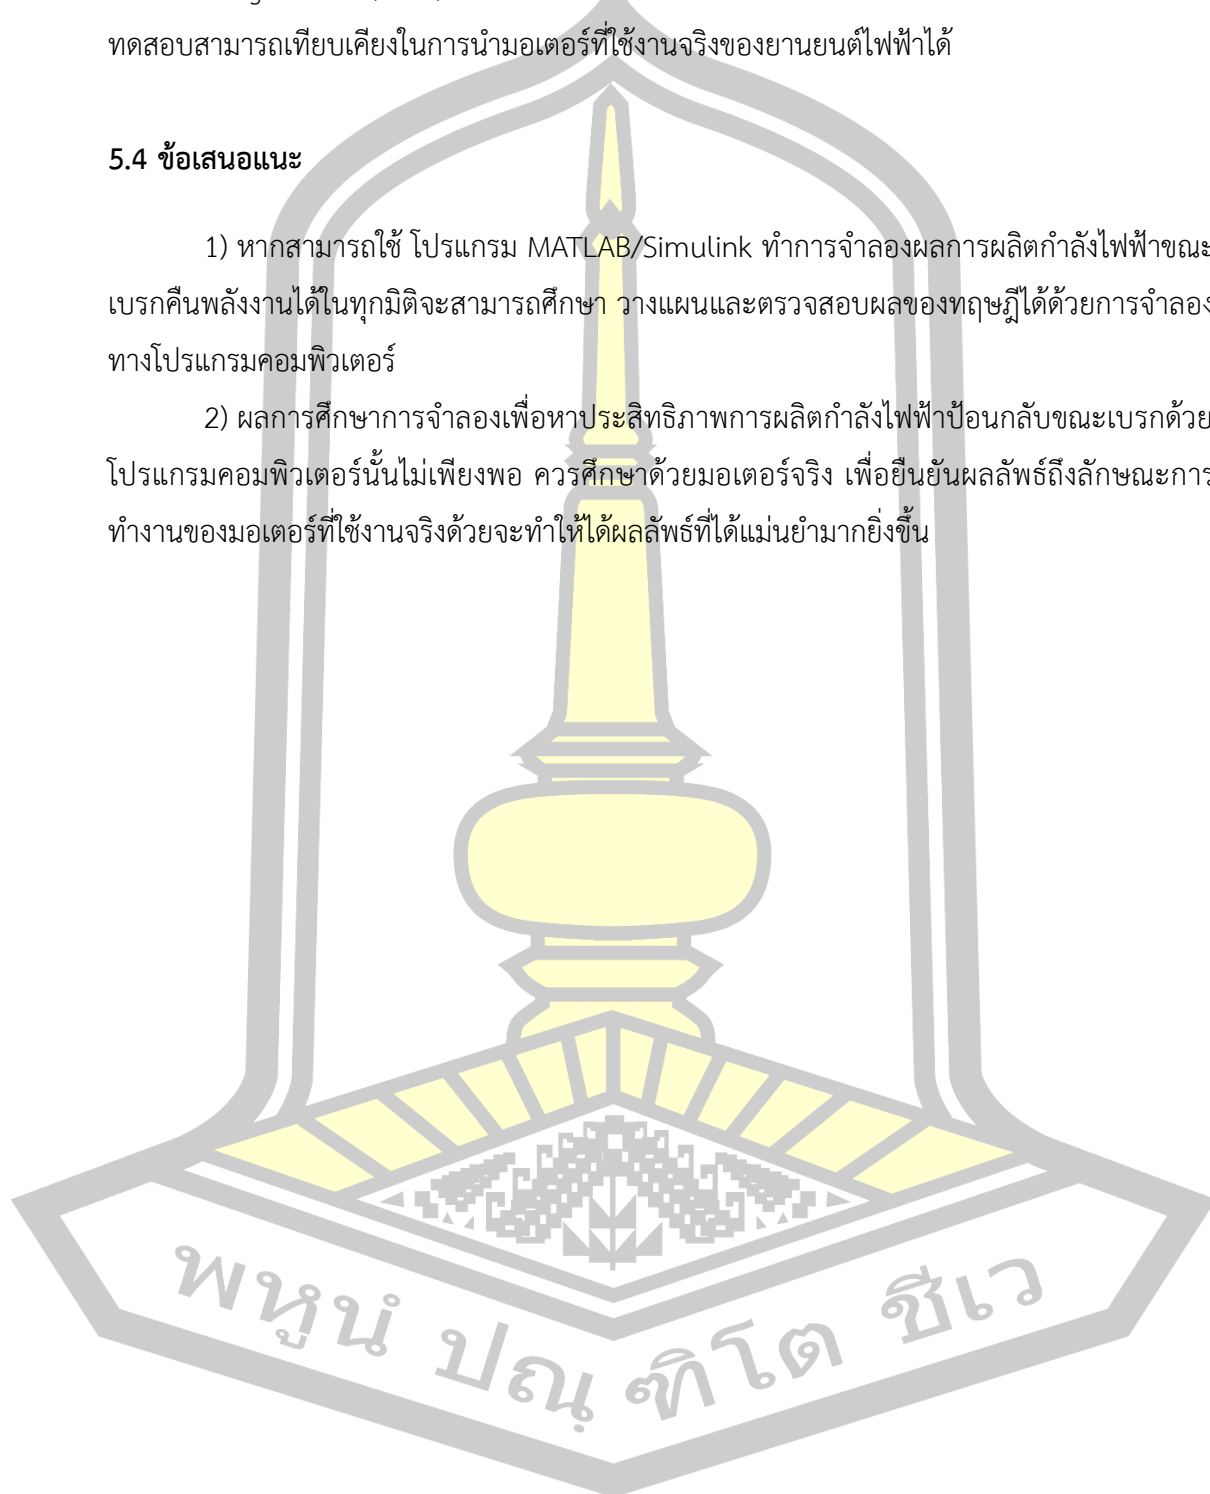 ทดสอบสามารถเทียบเคียงในการนำมอเตอร์ที่ใช้งานจริงของยานยนต์ไฟฟ้าได้
5.4 ข้อเสนอแนะ
1) หากสามารถใช้ โปรแกรม MATLAB/Simulink ทำการจำลองผลการผลิตกำลังไฟฟ้าขณะ
เบรกคืนพลังงานได้ในทุกมิติจะสามารถศึกษา วางแผนและตรวจสอบผลของทฤษฎีได้ด้วยการจำลอง
ทางโปรแกรมคอมพิวเตอร์
2) ผลการศึกษาการจำลองเพื่อหาประสิทธิภาพการผลิตกำลังไฟฟ้าป้อนกลับขณะเบรกด้วย
โปรแกรมคอมพิวเตอร์นั้นไม่เพียงพอ ควรศึกษาด้วยมอเตอร์จริง เพื่อยืนยันผลลัพธ์ถึงลักษณะการ
ทำงานของมอเตอร์ที่ใช้งานจริงด้วยจะทำให้ได้ผลลัพธ์ที่ได้แม่นยำมากยิ่งขึ้น
พหูนํ ปณฺฑิโต ชีเว